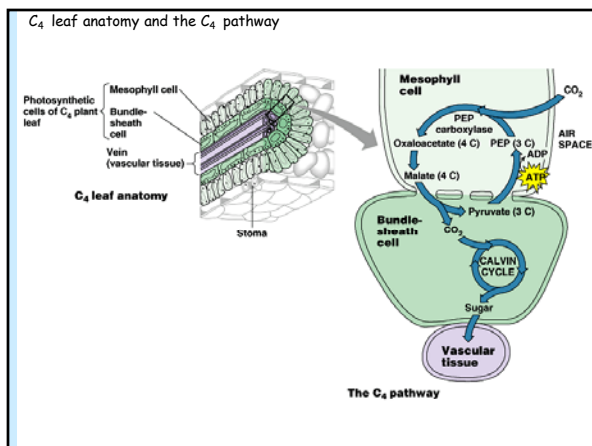 C₄ leaf anatomy and the C₄ pathway
Photosynthetic
cells of C₄ plant
leaf
Mesophyll cell
Bundle-
sheath
cell
Vein
(vascular tissue)
C₄ leaf anatomy
Stoma
Mesophyll
cell
CO₂
PEP
carboxylase
AIR
SPACE
Oxaloacetate (4 C)
PEP (3 C)
ADP
Malate (4 C)
ATP
Pyruvate (3 C)
Bundle-
sheath
cell
CO₂
CALVIN
CYCLE
Sugar
Vascular
tissue
The C₄ pathway